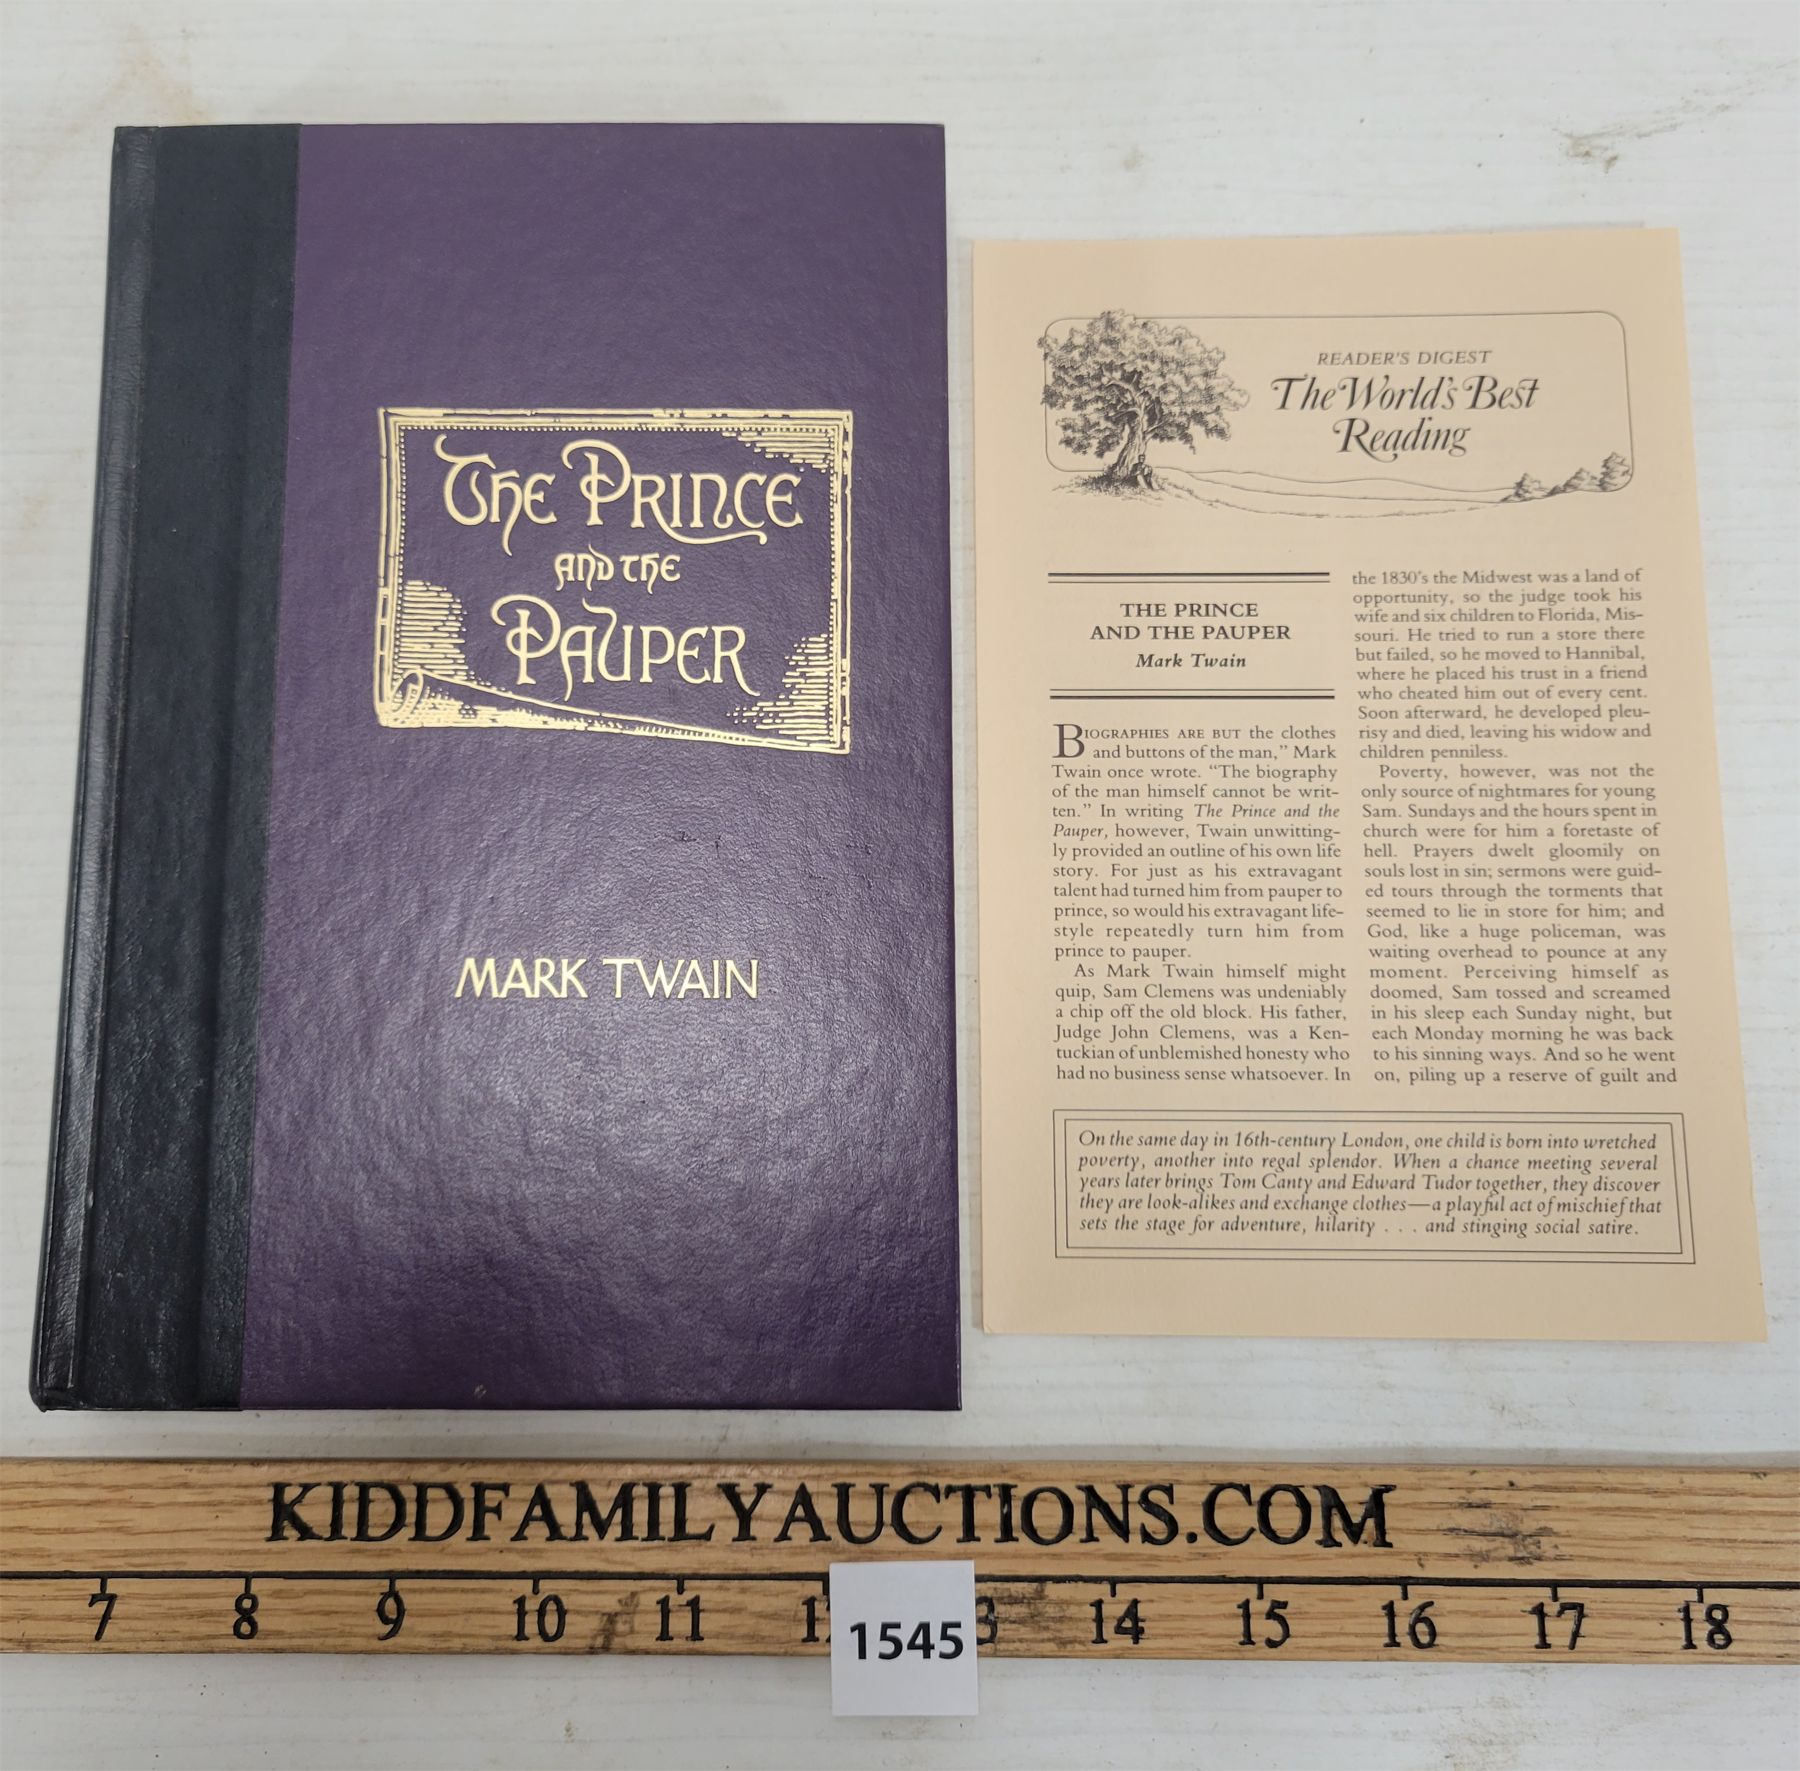 The Prince
and the
Pauper
MARK TWAIN
READER'S DIGEST
The World's Best
Reading
THE PRINCE
AND THE PAUPER
Mark Twain
BIOGRAPHIES ARE BUT the clothes
and buttons of the man," Mark
Twain once wrote. "The biography
of the man himself cannot be writ-
ten." In writing The Prince and the
Pauper, however, Twain unwitting-
ly provided an outline of his own life
story. For just as his extravagant
talent had turned him from pauper to
prince, so would his extravagant life-
style repeatedly turn him from
prince to pauper.
As Mark Twain himself might
quip, Sam Clemens was undeniably
a chip off the old block. His father,
Judge John Clemens, was a Ken-
tuckian of unblemished honesty who
had no business sense whatsoever. In
the 1830's the Midwest was a land of
opportunity, so the judge took his
wife and six children to Florida, Mis-
souri. He tried to run a store there
but failed, so he moved to Hannibal,
where he placed his trust in a friend
who cheated him out of every cent.
Soon afterward, he developed pleu-
risy and died, leaving his widow and
children penniless.
Poverty, however, was not the
only source of nightmares for young
Sam. Sundays and the hours spent in
church were for him a foretaste of
hell. Prayers dwelt gloomily on
souls lost in sin; sermons were guid-
ed tours through the torments that
seemed to lie in store for him; and
God, like a huge policeman, was
waiting overhead to pounce at any
moment. Perceiving himself as
doomed, Sam tossed and screamed
in his sleep each Sunday night, but
each Monday morning he was back
to his sinning ways. And so he went
on, piling up a reserve of guilt and
On the same day in 16th-century London, one child is born into wretched
poverty, another into regal splendor. When a chance meeting several
years later brings Tom Canty and Edward Tudor together, they discover
they are look-alikes and exchange clothes—a playful act of mischief that
sets the stage for adventure, hilarity . . . and stinging social satire.
KIDDFAMILYAUCTIONS.COM
7 8 9 10 11 1 3 14 15 16 17 18
1545